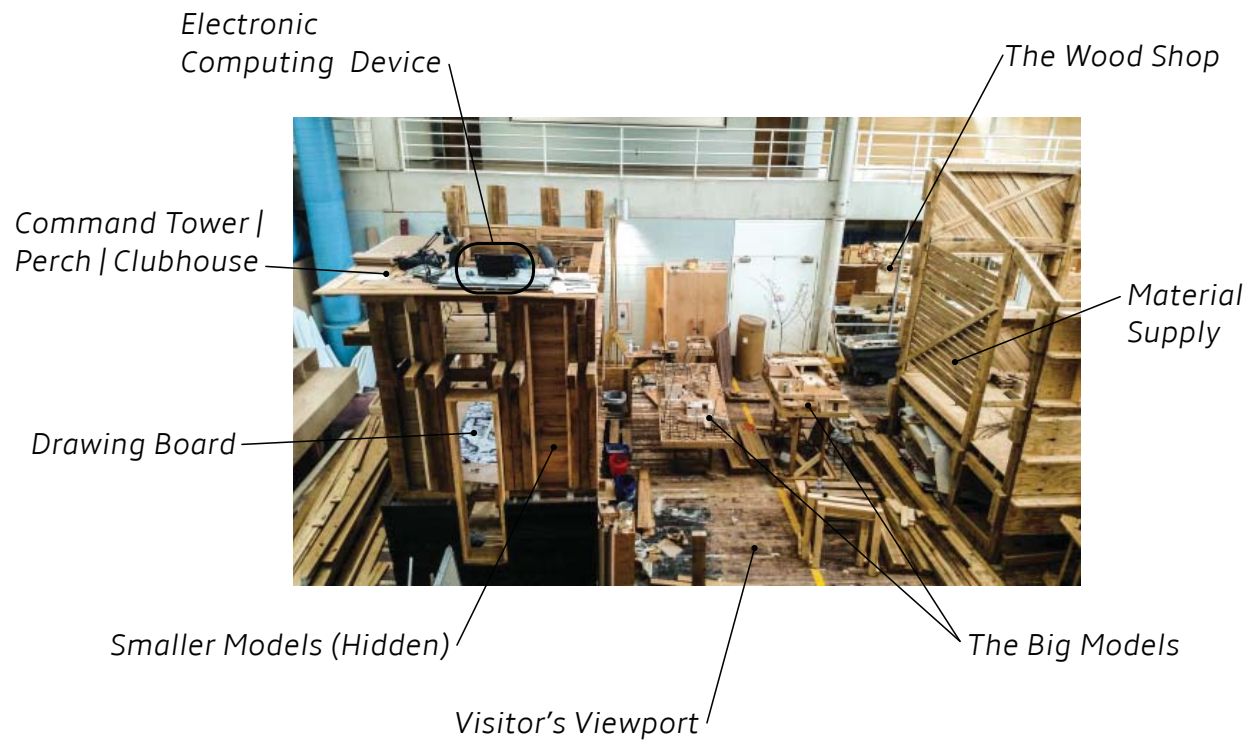 Electronic
Computing Device
The Wood Shop
Command Tower |
Perch | Clubhouse
Material
Supply
Drawing Board
Smaller Models (Hidden)
The Big Models
Visitor's Viewport